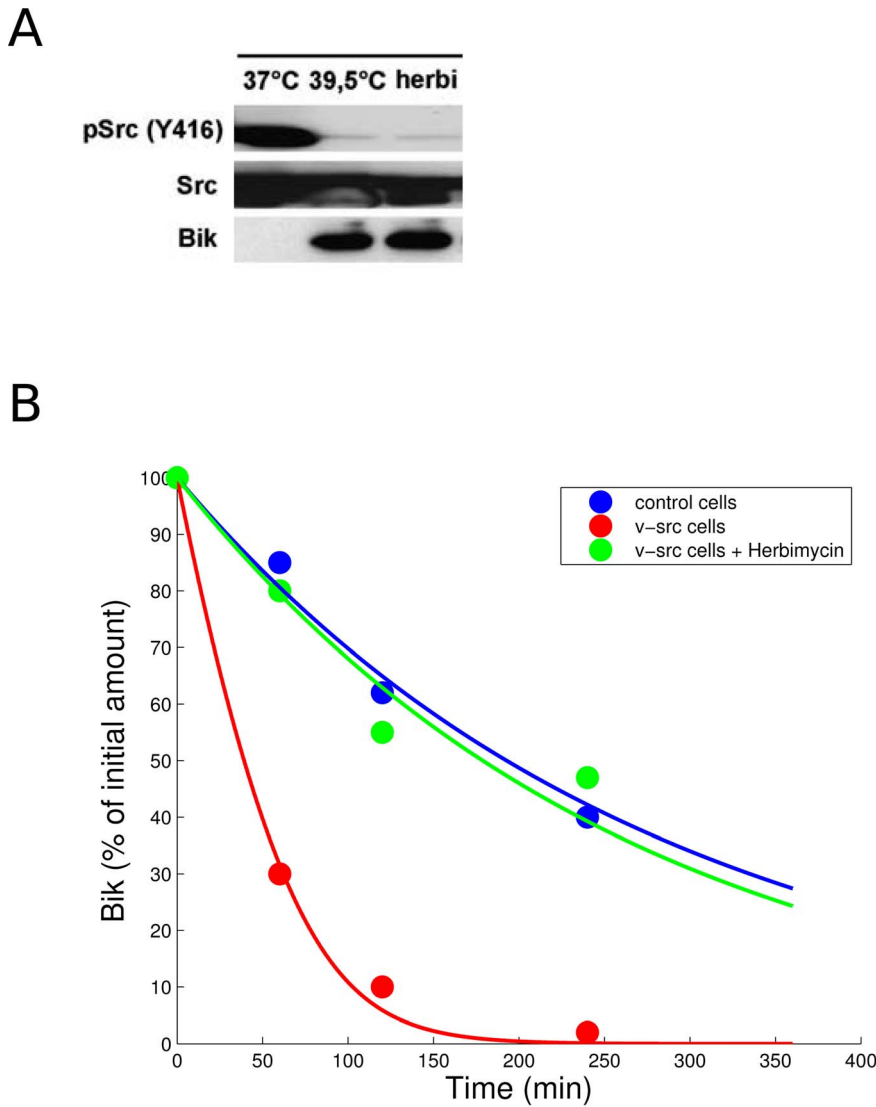 A
37°C 39,5°C herbi
pSrc (Y416)
Src
Bik
B
control cells
v−src cells
v−src cells + Herbimycin
Bik (% of initial amount)
100
90
80
70
60
50
40
30
20
10
0
0 50 100 150 200 250 300 350 400
Time (min)